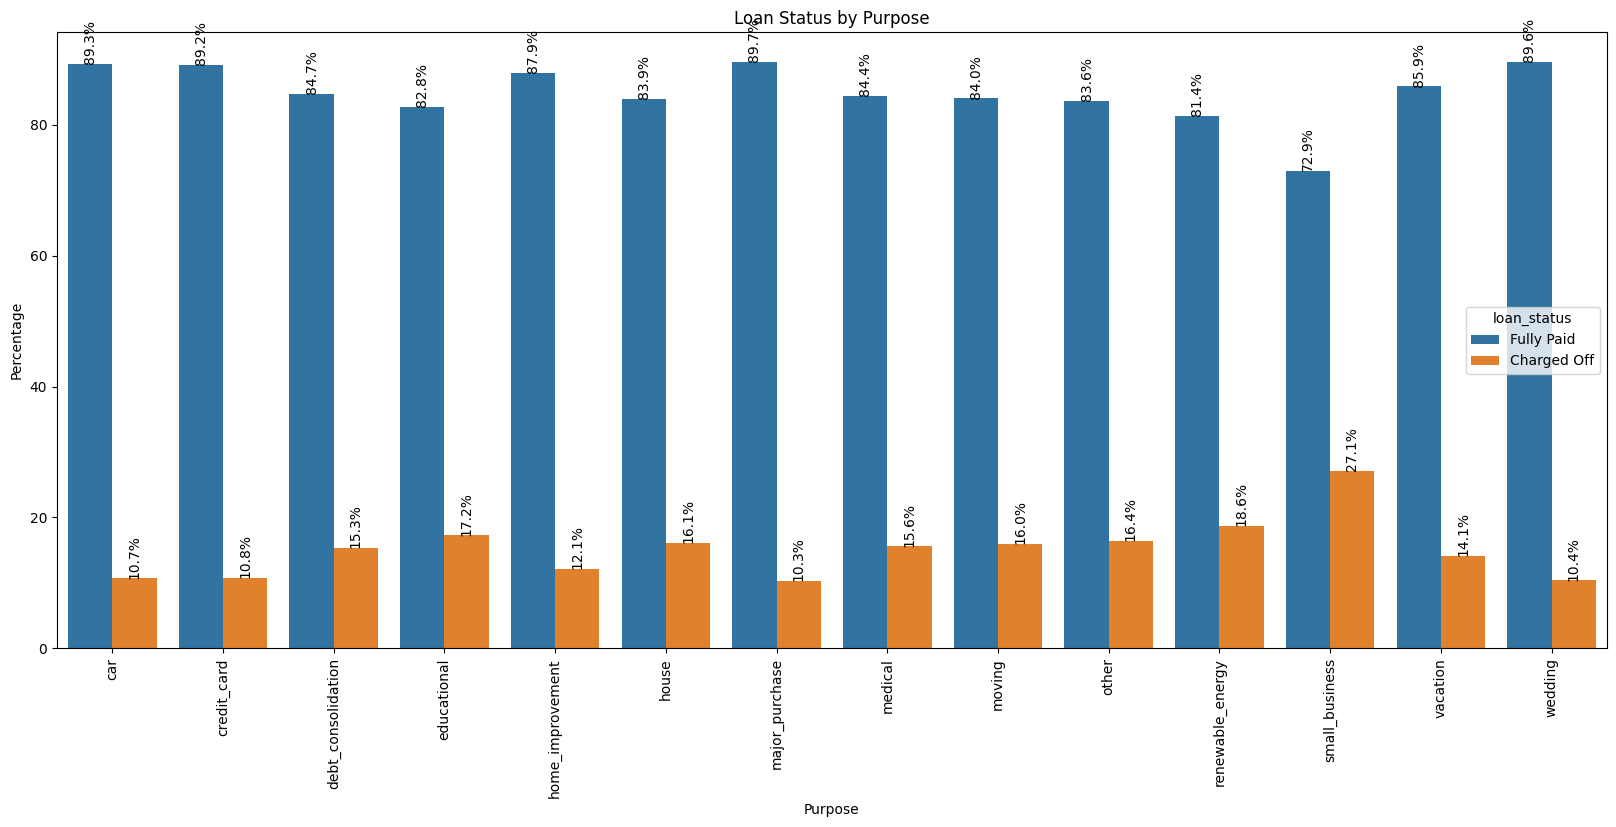 Loan Status by Purpose
Percentage
80
60
40
20
0
89.3%
10.7%
89.2%
10.8%
84.7%
15.3%
82.8%
17.2%
87.9%
12.1%
83.9%
16.1%
89.7%
10.3%
84.4%
15.6%
84.0%
16.0%
83.6%
16.4%
81.4%
18.6%
72.9%
27.1%
85.9%
14.1%
89.6%
10.4%
loan_status
Fully Paid
Charged Off
car
credit_card
debt_consolidation
educational
home_improvement
house
major_purchase
medical
moving
other
renewable_energy
small_business
vacation
wedding
Purpose